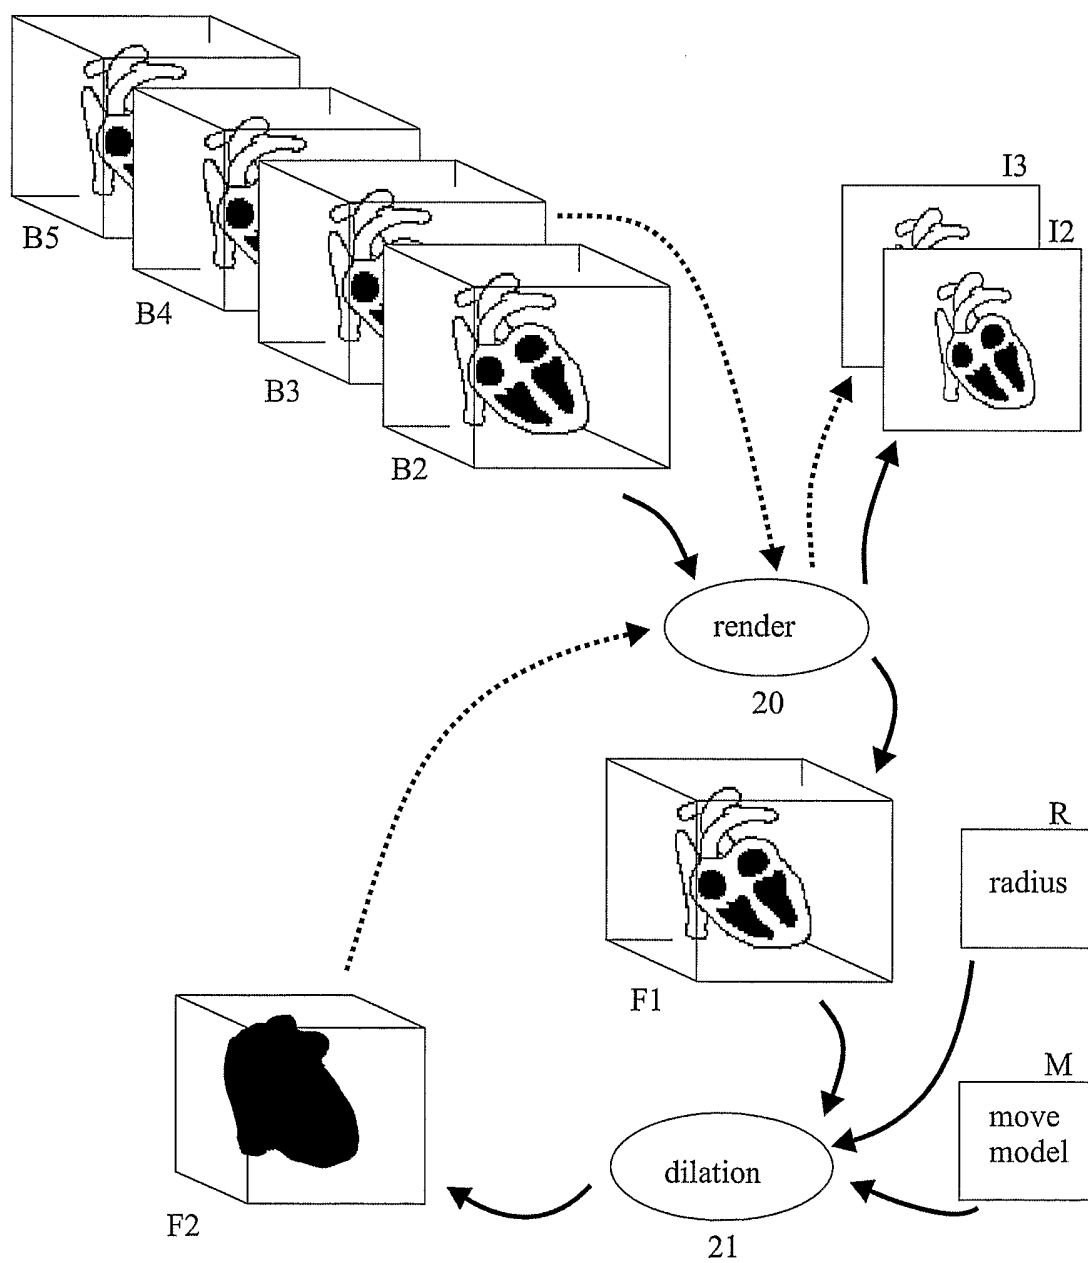 B5
B4
B3
B2
I3
I2
render
20
R
radius
F1
M
move
model
dilation
21
F2